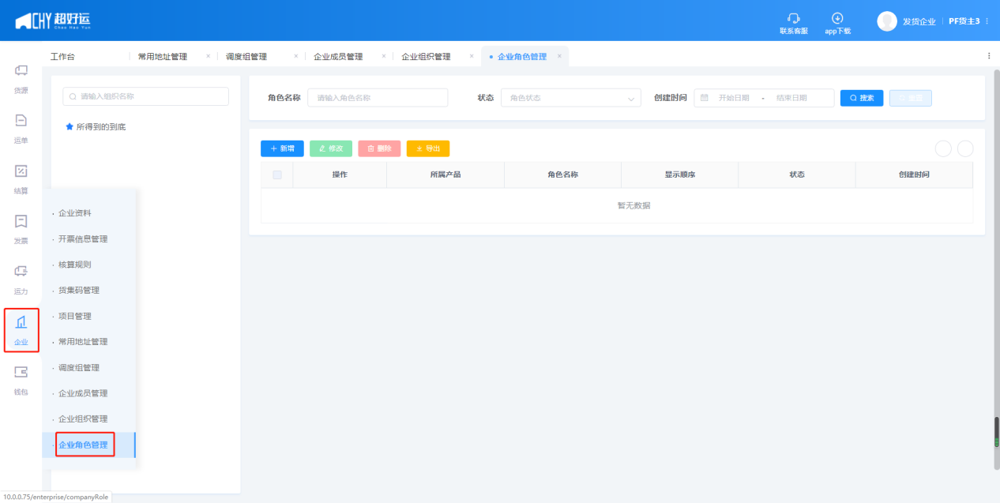 CHY 超好运
Chao Hao Yun
联系客服
app下载
发货企业
PF货主3
工作台
常用地址管理
调度组管理
企业成员管理
企业组织管理
企业角色管理
货源
运单
结算
发票
运力
企业
钱包
请输入组织名称
所得到的到底
企业资料
开票信息管理
核算规则
货集码管理
项目管理
常用地址管理
调度组管理
企业成员管理
企业组织管理
企业角色管理
角色名称 请输入角色名称 状态 角色状态 创建时间 开始日期 - 结束日期 搜索
新增 修改 删除 导出
操作 所属产品 角色名称 显示顺序 状态 创建时间
暂无数据
10.0.0.75/enterprise/companyRole